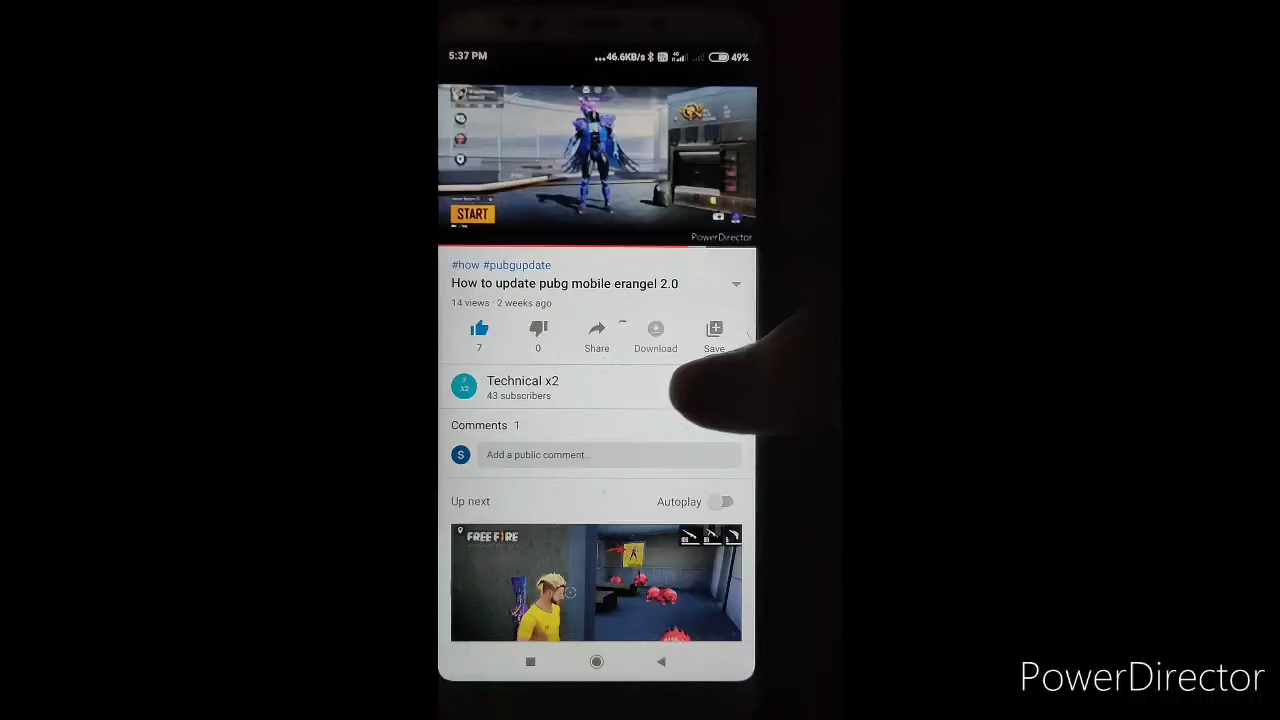 5:37 PM
...46.6KB/s 49%
START
PowerDirector
#how #pubgupdate
How to update pubg mobile erangel 2.0
14 views · 2 weeks ago
7 0 Share Download Save
X2
Technical x2
43 subscribers
Comments 1
S Add a public comment...
Up next Autoplay
FREE FIRE
PowerDirector